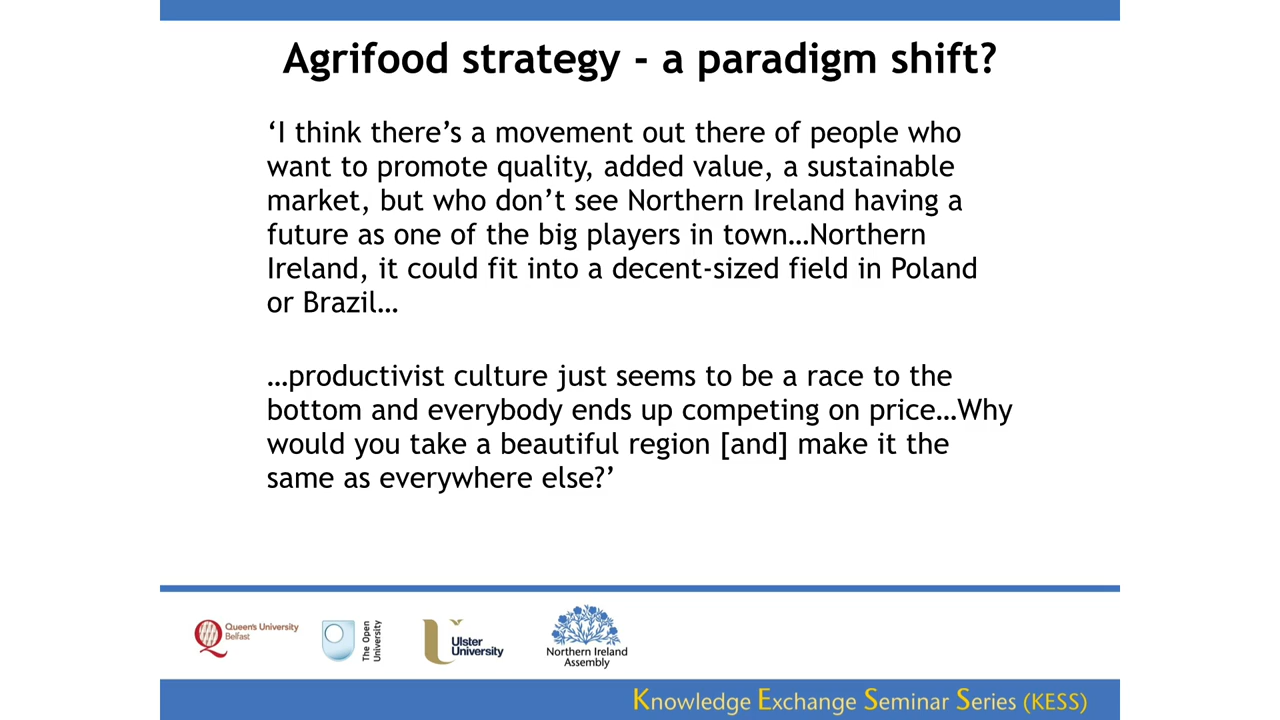 Agrifood strategy - a paradigm shift?
‘I think there’s a movement out there of people who
want to promote quality, added value, a sustainable
market, but who don’t see Northern Ireland having a
future as one of the big players in town…Northern
Ireland, it could fit into a decent-sized field in Poland
or Brazil…
…productivist culture just seems to be a race to the
bottom and everybody ends up competing on price…Why
would you take a beautiful region [and] make it the
same as everywhere else?’
Queen's University
Belfast
The Open
University
Ulster
University
Northern Ireland
Assembly
Knowledge Exchange Seminar Series (KESS)